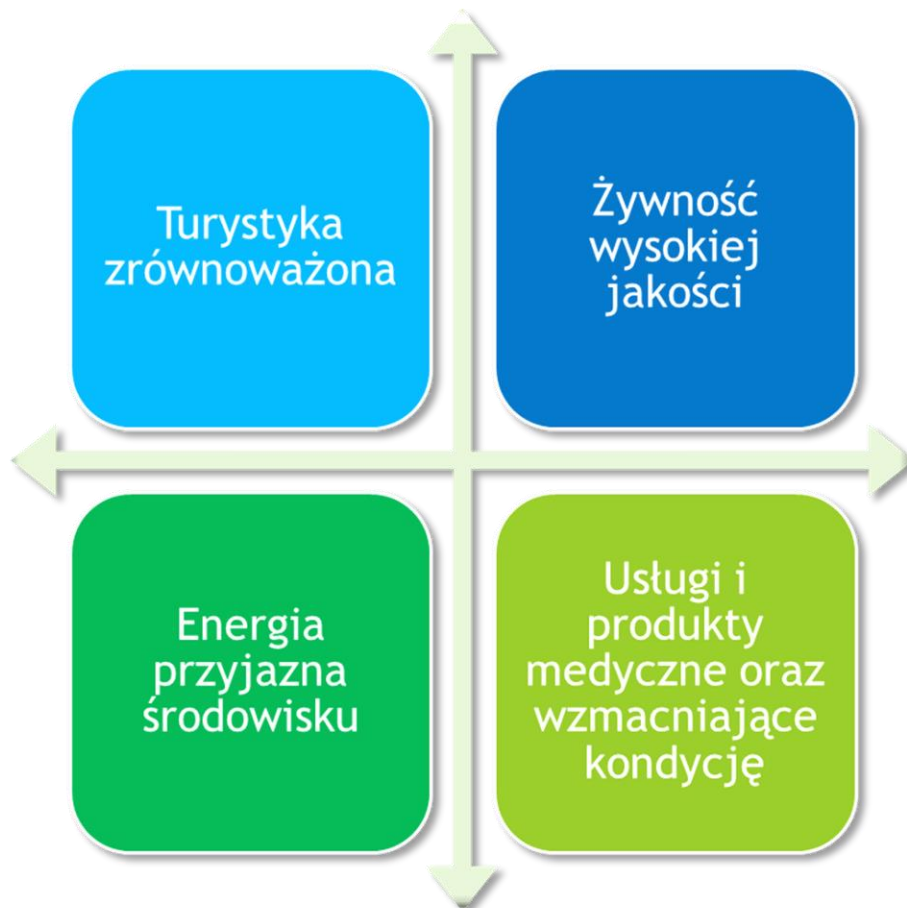 Turystyka
zrównoważona
Żywność
wysokiej
jakości
Energia
przyjazna
środowisku
Usługi i
produkty
medyczne oraz
wzmacniające
kondycję